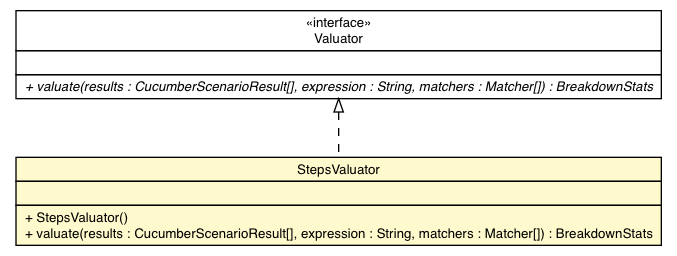 «interface»
Valuator
+ valuate(results : CucumberScenarioResult[], expression : String, matchers : Matcher[]) : BreakdownStats
StepsValuator
+ StepsValuator()
+ valuate(results : CucumberScenarioResult[], expression : String, matchers : Matcher[]) : BreakdownStats